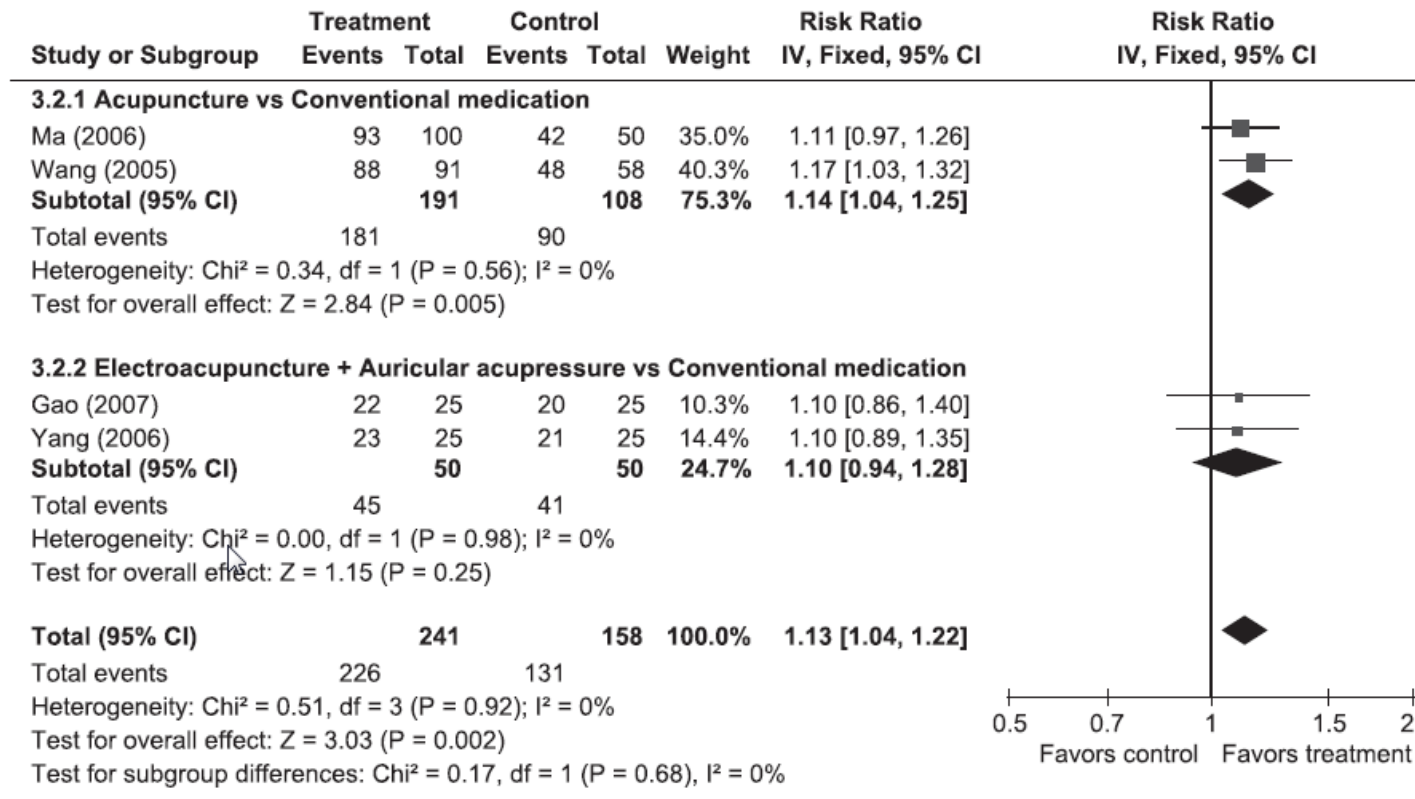 Treatment Control Risk Ratio Risk Ratio
Study or Subgroup Events Total Events Total Weight IV, Fixed, 95% CI IV, Fixed, 95% CI
3.2.1 Acupuncture vs Conventional medication
Ma (2006) 93 100 42 50 35.0% 1.11 [0.97, 1.26]
Wang (2005) 88 91 48 58 40.3% 1.17 [1.03, 1.32]
Subtotal (95% CI) 191 108 75.3% 1.14 [1.04, 1.25]
Total events 181 90
Heterogeneity: Chi² = 0.34, df = 1 (P = 0.56); I² = 0%
Test for overall effect: Z = 2.84 (P = 0.005)
3.2.2 Electroacupuncture + Auricular acupressure vs Conventional medication
Gao (2007) 22 25 20 25 10.3% 1.10 [0.86, 1.40]
Yang (2006) 23 25 21 25 14.4% 1.10 [0.89, 1.35]
Subtotal (95% CI) 50 50 24.7% 1.10 [0.94, 1.28]
Total events 45 41
Heterogeneity: Chi² = 0.00, df = 1 (P = 0.98); I² = 0%
Test for overall effect: Z = 1.15 (P = 0.25)
Total (95% CI) 241 158 100.0% 1.13 [1.04, 1.22]
Total events 226 131
Heterogeneity: Chi² = 0.51, df = 3 (P = 0.92); I² = 0%
Test for overall effect: Z = 3.03 (P = 0.002)
Test for subgroup differences: Chi² = 0.17, df = 1 (P = 0.68), I² = 0%
0.5 0.7 1 1.5 2
Favors control Favors treatment